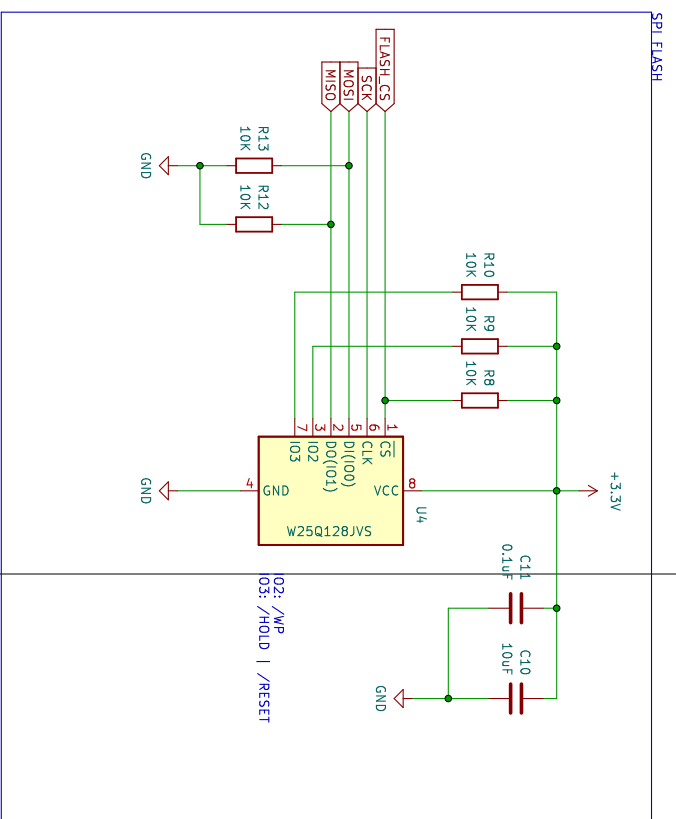 SPI FLASH
FLASH_CS
SCK
MOSI
MISO
R13
10K
R12
10K
GND
R10
10K
R9
10K
R8
10K
1
6
5
2
3
7
CS
CLK
DI(IO0)
DO(IO1)
IO2
IO3
4
GND
VCC
8
GND
W25Q128JVS
U4
+3.3V
C11
0.1uF
C10
10uF
GND
IO2: /WP
IO3: /HOLD | /RESET